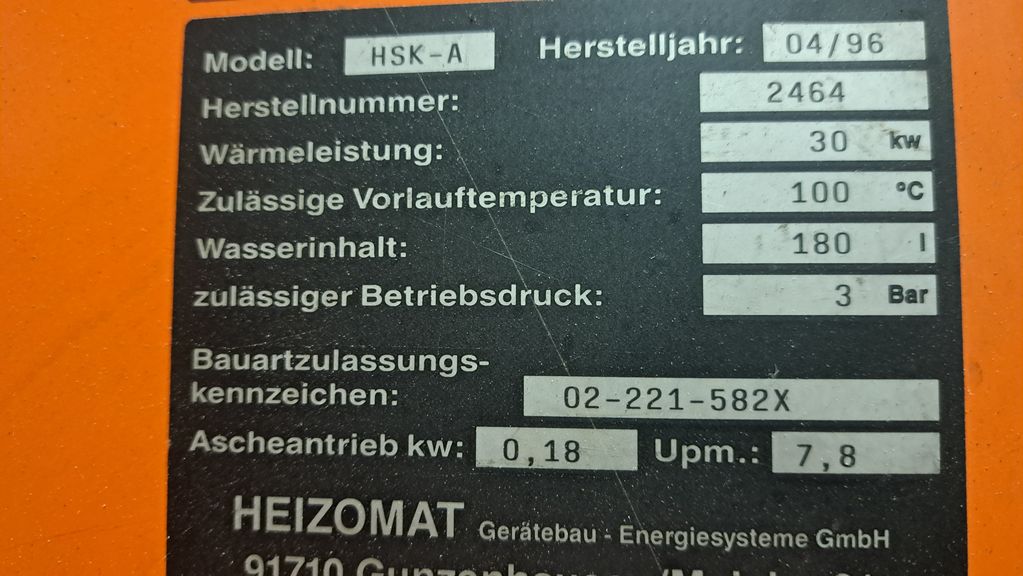 Modell: HSK-A Herstelljahr: 04/96
Herstellnummer: 2464
Wärmeleistung: 30 kw
Zulässige Vorlauftemperatur: 100 °C
Wasserinhalt: 180 l
zulässiger Betriebsdruck: 3 Bar
Bauartzulassungs-
kennzeichen: 02-221-582X
Ascheantrieb kw: 0,18 Upm.: 7,8
HEIZOMAT Gerätebau - Energiesysteme GmbH
91710